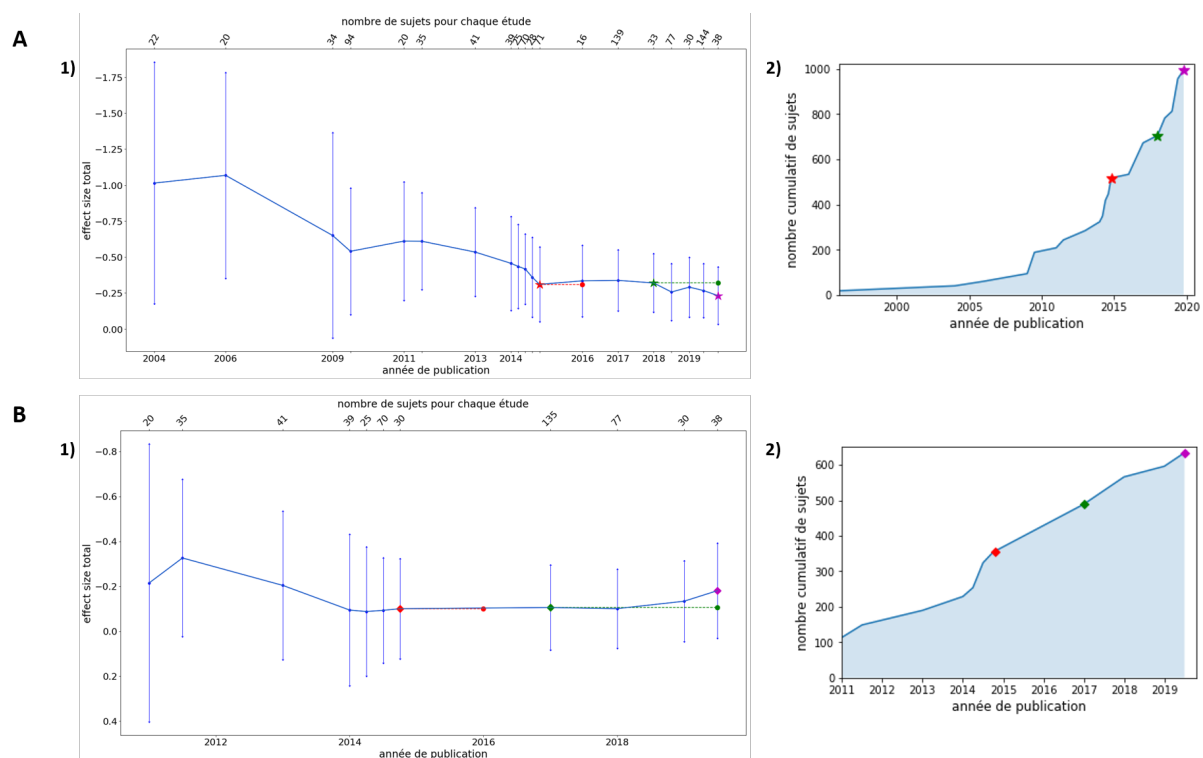 A
1)
nombre de sujets pour chaque étude
22 20 34 94 20 35 41 39 25 70 28 71 16 139 33 77 30 144 38
effect size total
−1.75
−1.50
−1.25
−1.00
−0.75
−0.50
−0.25
0.00
2004 2006 2009 2011 2013 2014 2016 2017 2018 2019
année de publication
2)
nombre cumulatif de sujets
1000
800
600
400
200
0
2000 2005 2010 2015 2020
année de publication
B
1)
nombre de sujets pour chaque étude
20 35 41 39 25 70 30 135 77 30 38
effect size total
−0.8
−0.6
−0.4
−0.2
0.0
0.2
0.4
2012 2014 2016 2018
année de publication
2)
nombre cumulatif de sujets
600
500
400
300
200
100
0
2011 2012 2013 2014 2015 2016 2017 2018 2019
année de publication